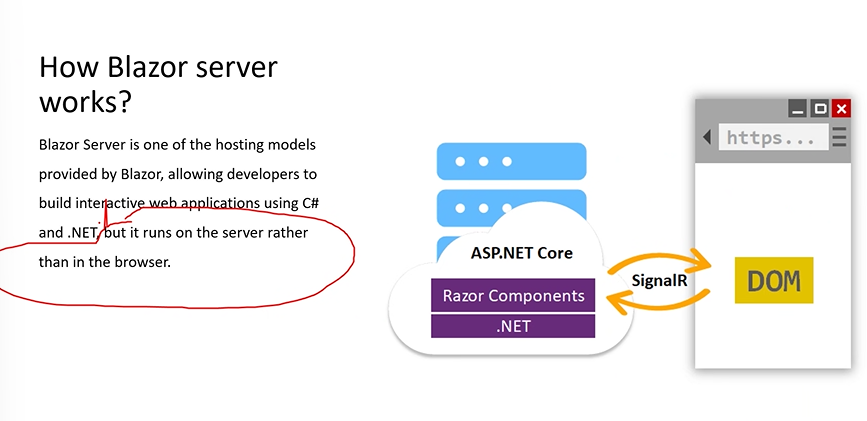 How Blazor server
works?
Blazor Server is one of the hosting models
provided by Blazor, allowing developers to
build interactive web applications using C#
and .NET, but it runs on the server rather
than in the browser.
ASP.NET Core
Razor Components
.NET
SignalR
https...
DOM